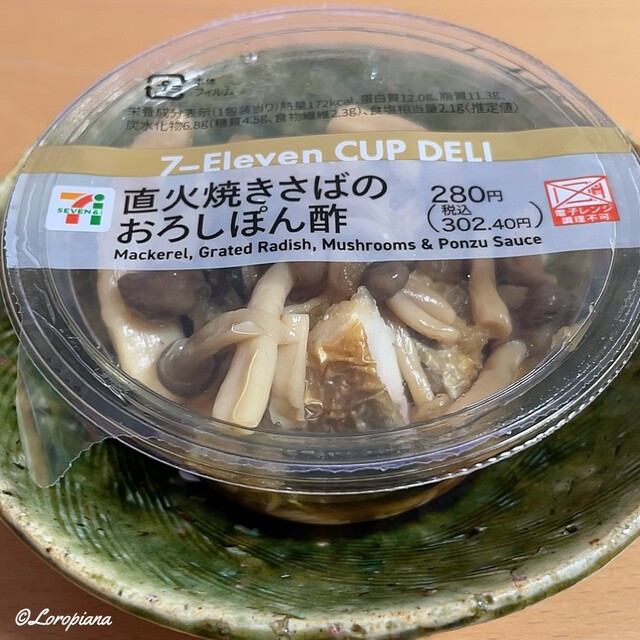 本体
フィルム
栄養成分表示(1包装当り)熱量172kcal、蛋白質12.0g、脂質11.3g、
炭水化物6.8g(糖質4.5g、食物繊維2.3g)、食塩相当量2.1g(推定値)
7-Eleven CUP DELI
7
SEVEN&i
直火焼きさばの
おろしぽん酢
280円
(税込
302.40円)
電子レンジ
調理不可
Mackerel, Grated Radish, Mushrooms & Ponzu Sauce
©Loropiana